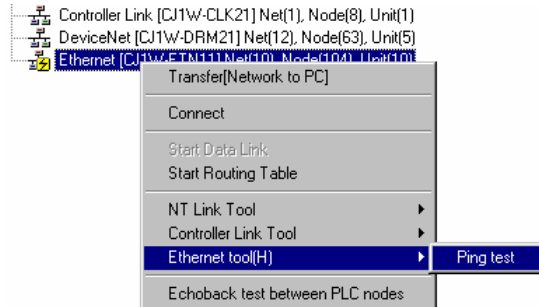 Controller Link [CJ1W-CLK21] Net(1), Node(8), Unit(1)
DeviceNet [CJ1W-DRM21] Net(12), Node(63), Unit(5)
Ethernet [CJ1W-ETN11] Net(10), Node(104), Unit(10)
Transfer[Network to PC]
Connect
Start Data Link
Start Routing Table
NT Link Tool
Controller Link Tool
Ethernet tool(H)
Ping test
Echoback test between PLC nodes